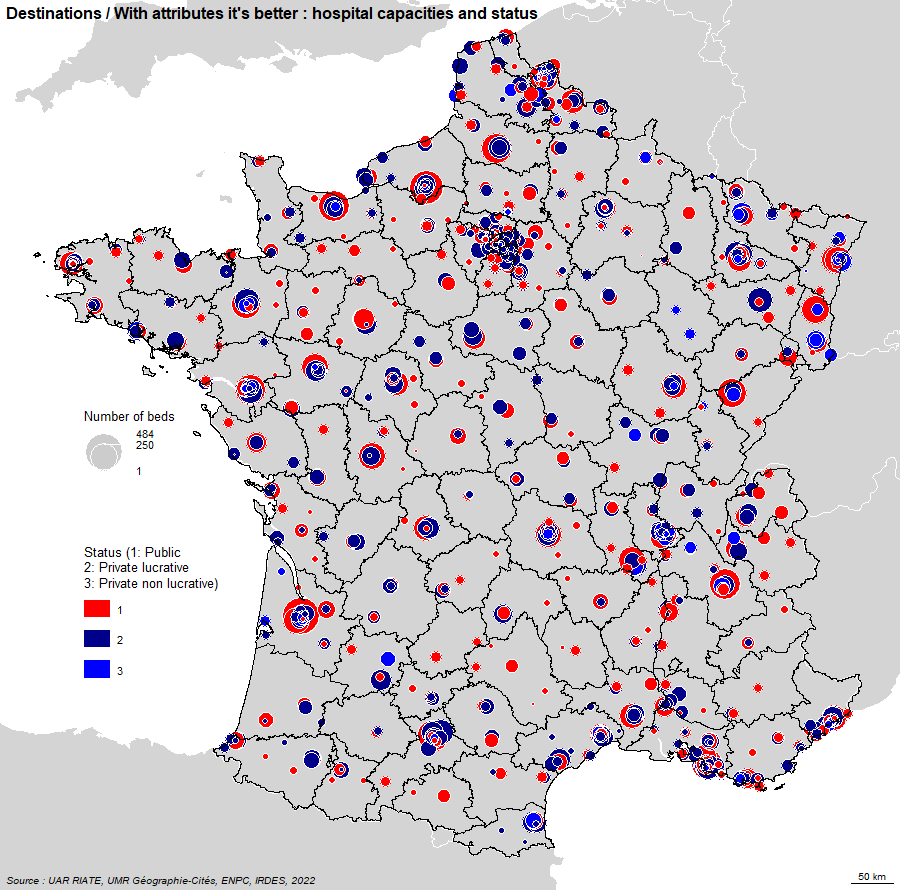 Destinations / With attributes it's better : hospital capacities and status
Number of beds
484
250
1
Status (1: Public
2: Private lucrative
3: Private non lucrative)
1
2
3
Source : UAR RIATE, UMR Géographie-Cités, ENPC, IRDES, 2022
50 km